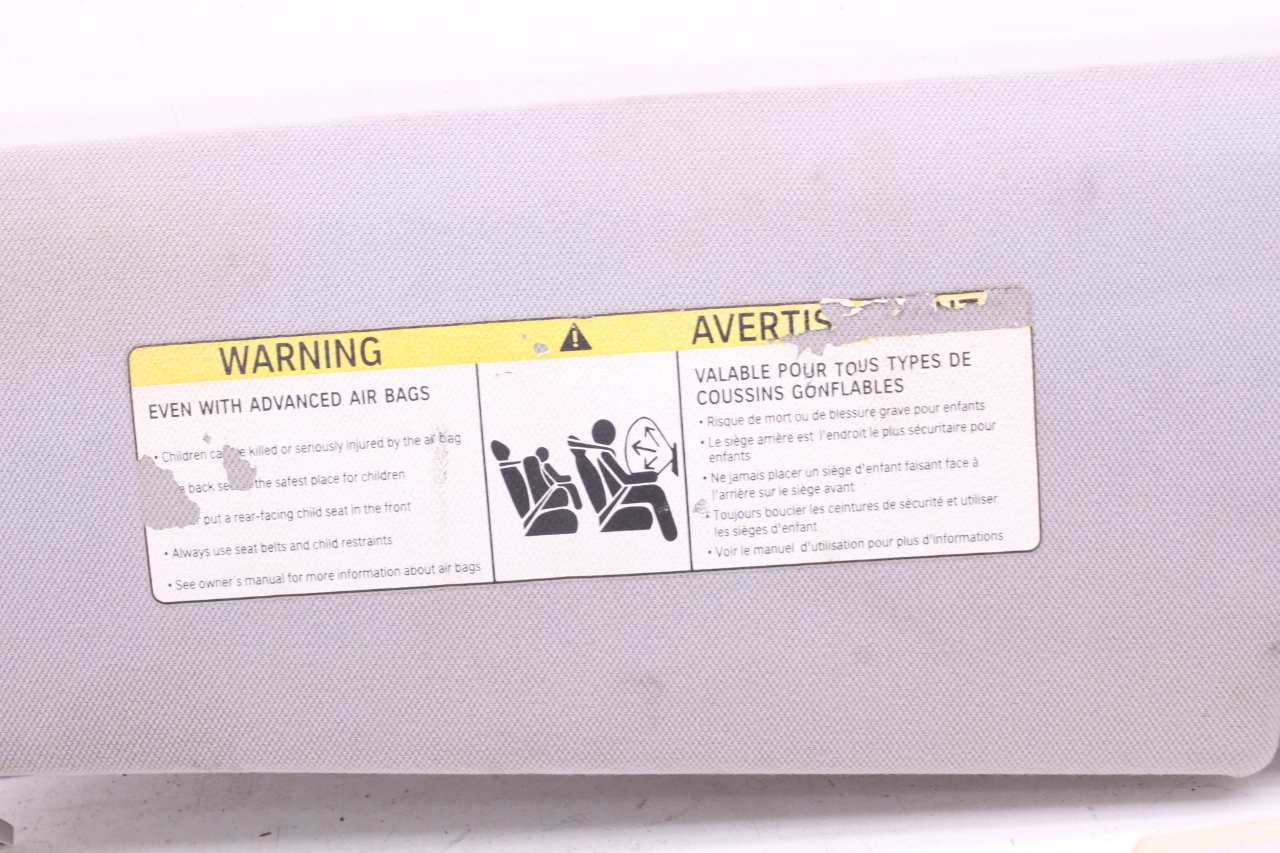 WARNING
EVEN WITH ADVANCED AIR BAGS
• Children ca e killed or seriously injured by the air bag
e back se the safest place for children
put a rear-facing child seat in the front
• Always use seat belts and child restraints
• See owner's manual for more information about air bags
AVERTIS NT
VALABLE POUR TOUS TYPES DE
COUSSINS GONFLABLES
• Risque de mort ou de blessure grave pour enfants
• Le siège arrière est l'endroit le plus sécuritaire pour
enfants
• Ne jamais placer un siège d'enfant faisant face à
l'arrière sur le siège avant
• Toujours boucler les ceintures de sécurité et utiliser
les sièges d'enfant
• Voir le manuel d'utilisation pour plus d'informations